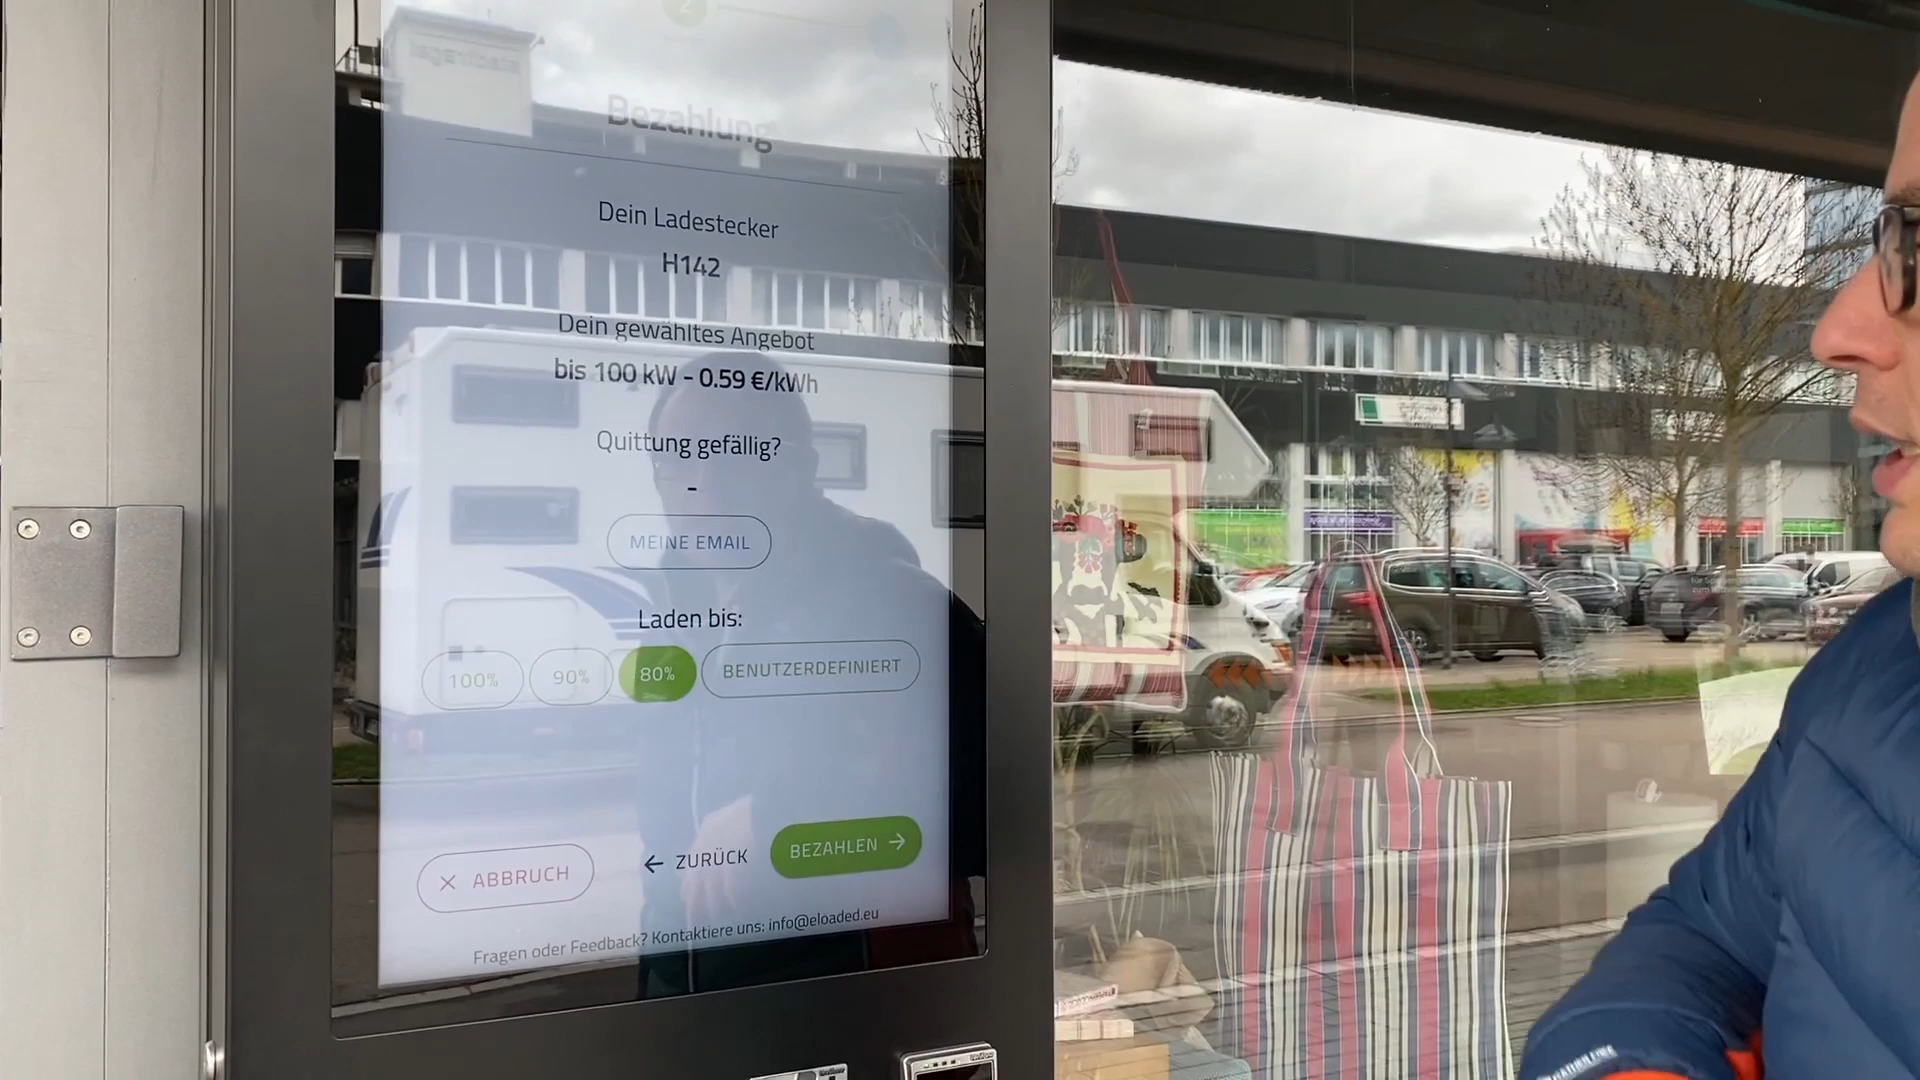 2
Bezahlung
Dein Ladestecker
H142
Dein gewähltes Angebot
bis 100 kW - 0.59 €/kWh
Quittung gefällig?
-
MEINE EMAIL
Laden bis:
100% 90% 80% BENUTZERDEFINIERT
× ABBRUCH ← ZURÜCK BEZAHLEN →
Fragen oder Feedback? Kontaktiere uns: info@eloaded.eu